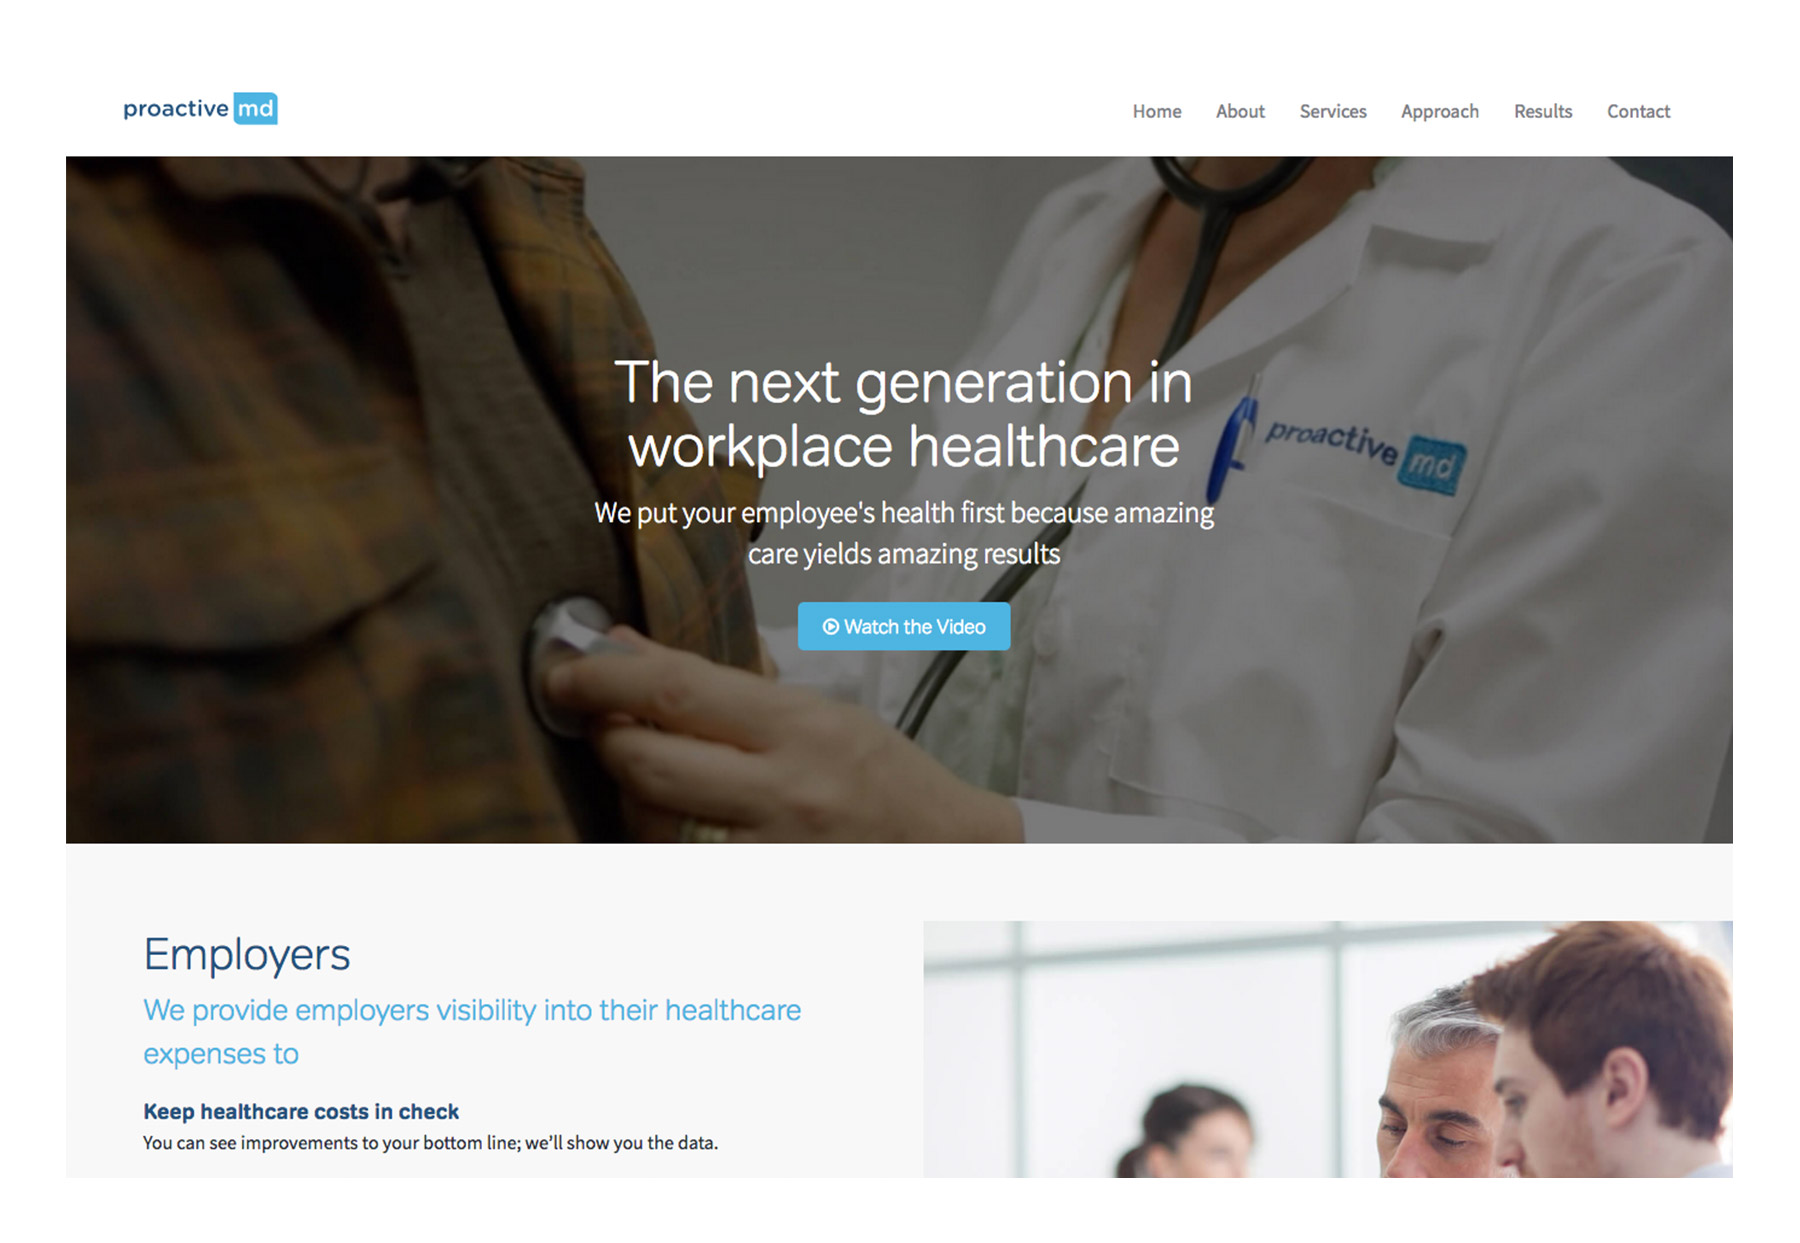 proactive md
Home About Services Approach Results Contact
The next generation in
workplace healthcare
proactive md
We put your employee's health first because amazing
care yields amazing results
Watch the Video
Employers
We provide employers visibility into their healthcare
expenses to
Keep healthcare costs in check
You can see improvements to your bottom line; we’ll show you the data.